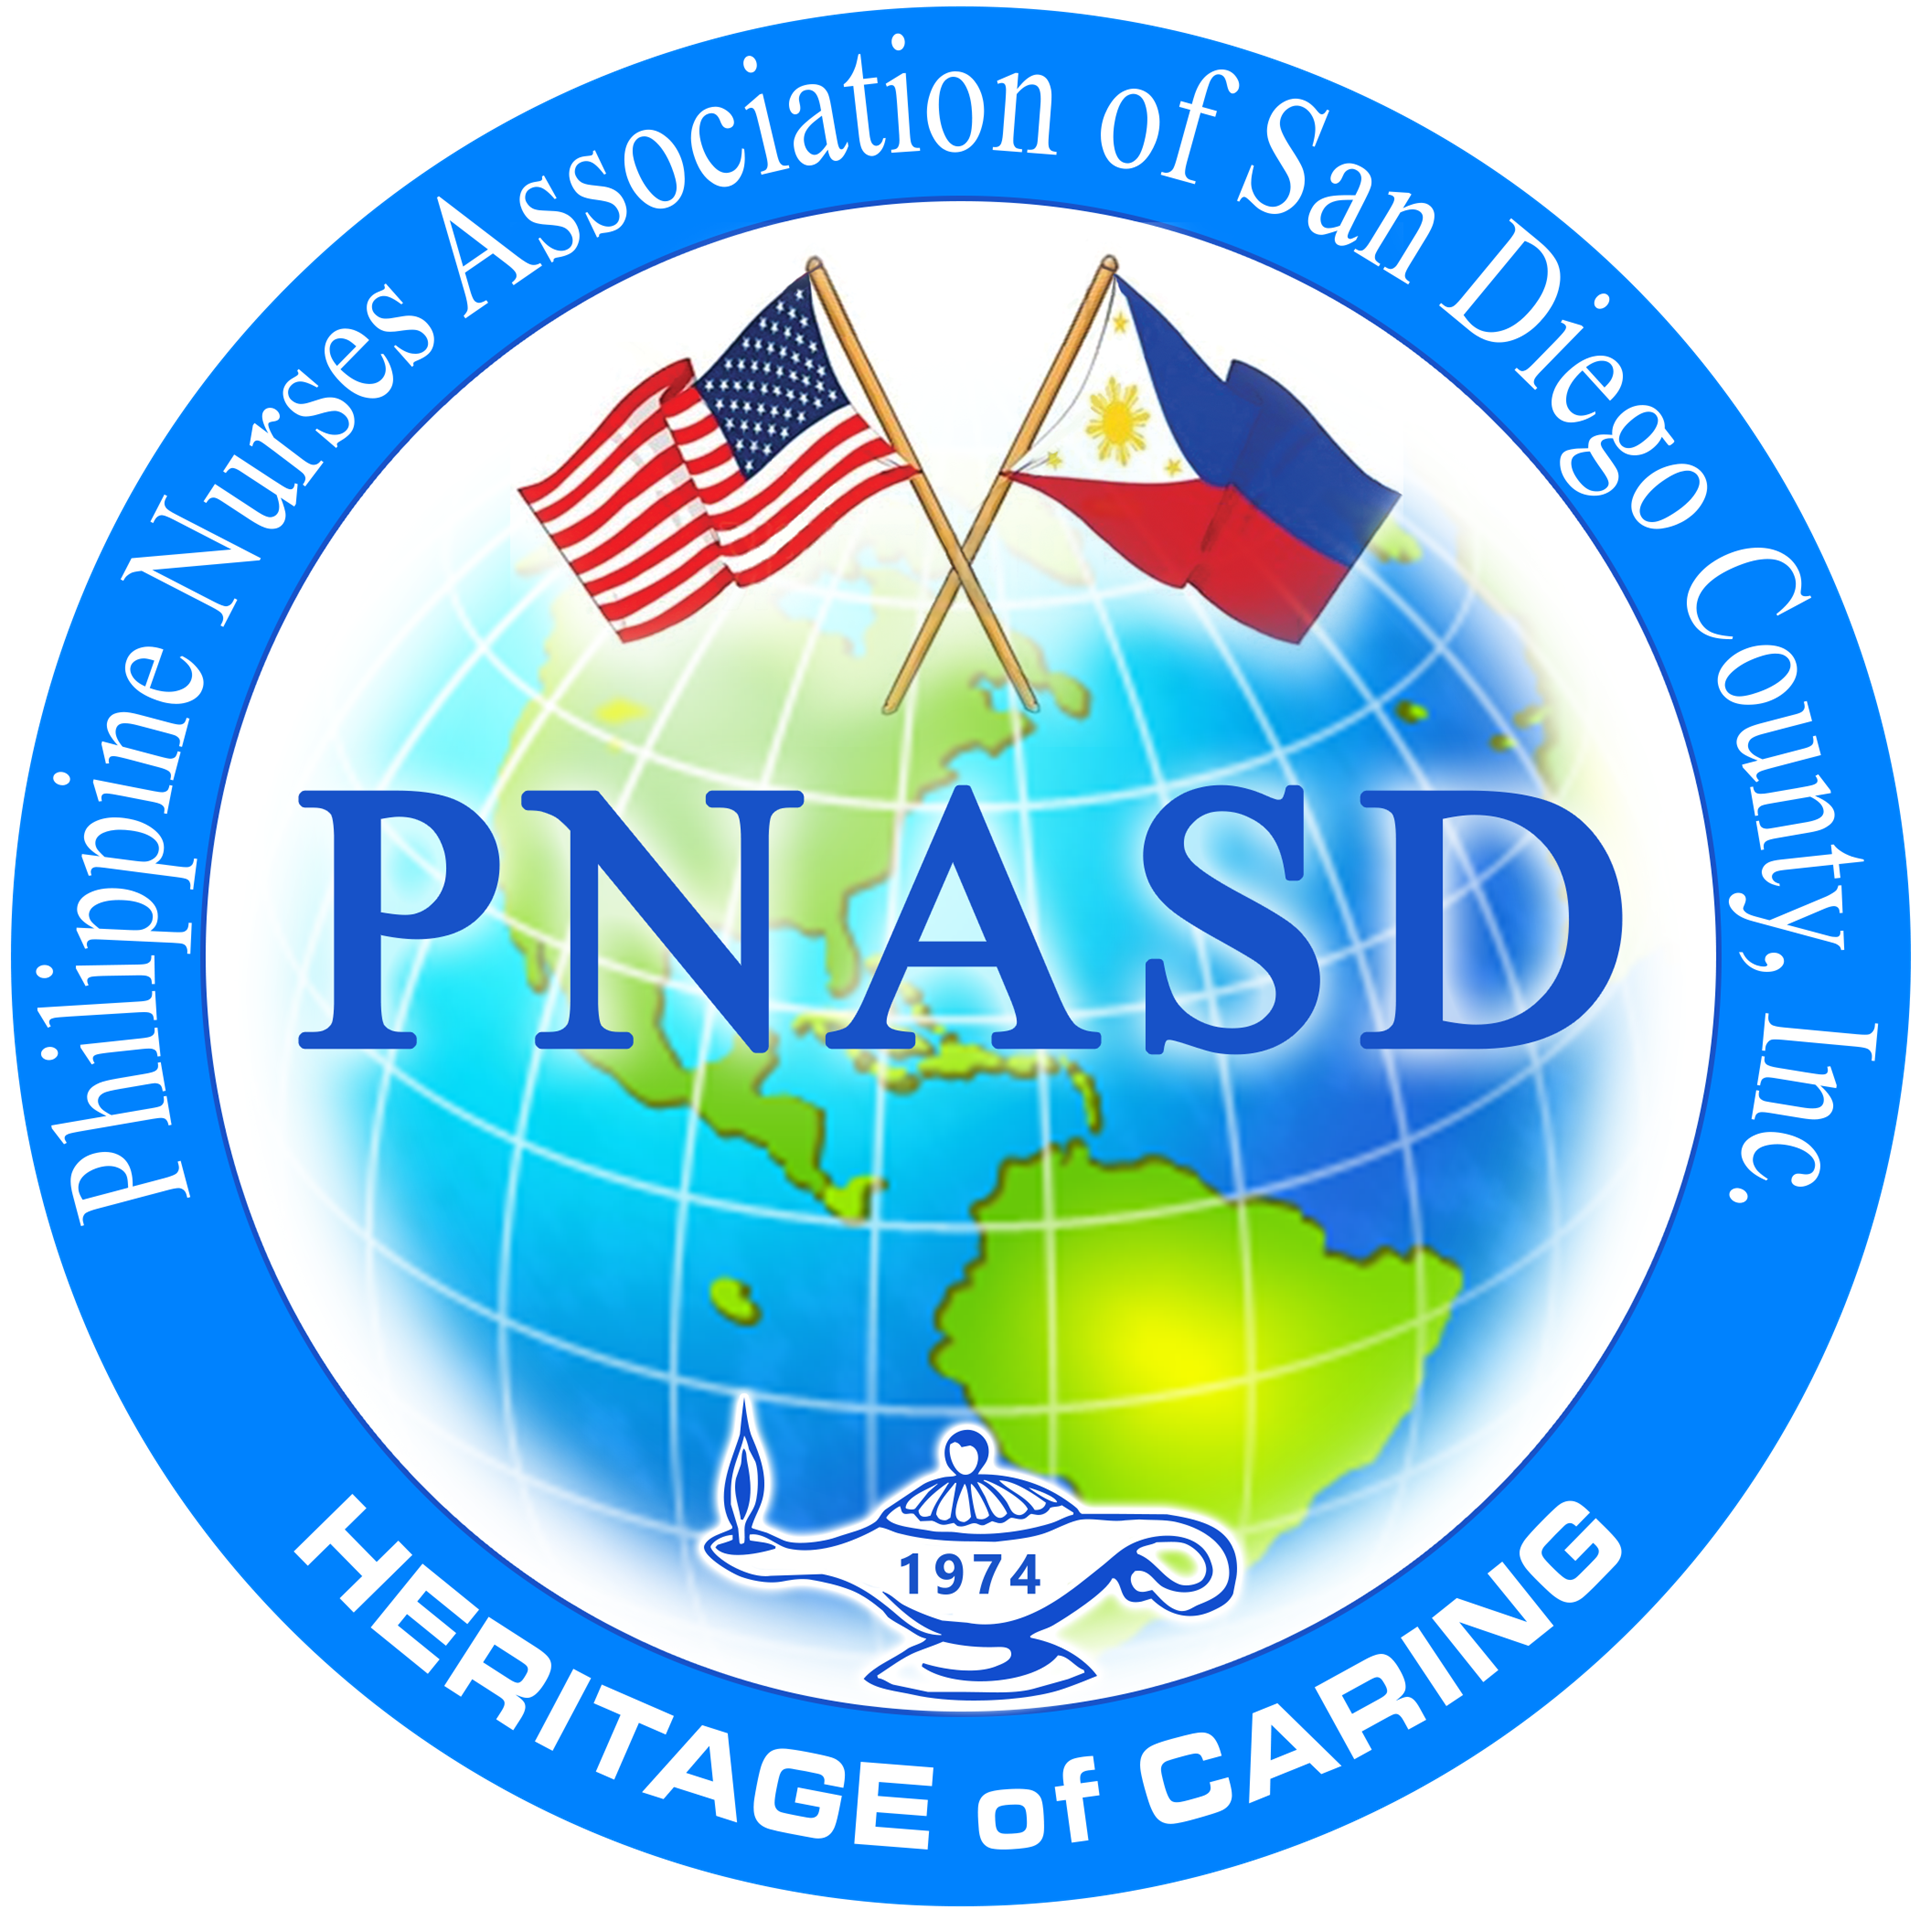 Philippine Nurses Association of San Diego County, Inc.
PNASD
1974
HERITAGE of CARING